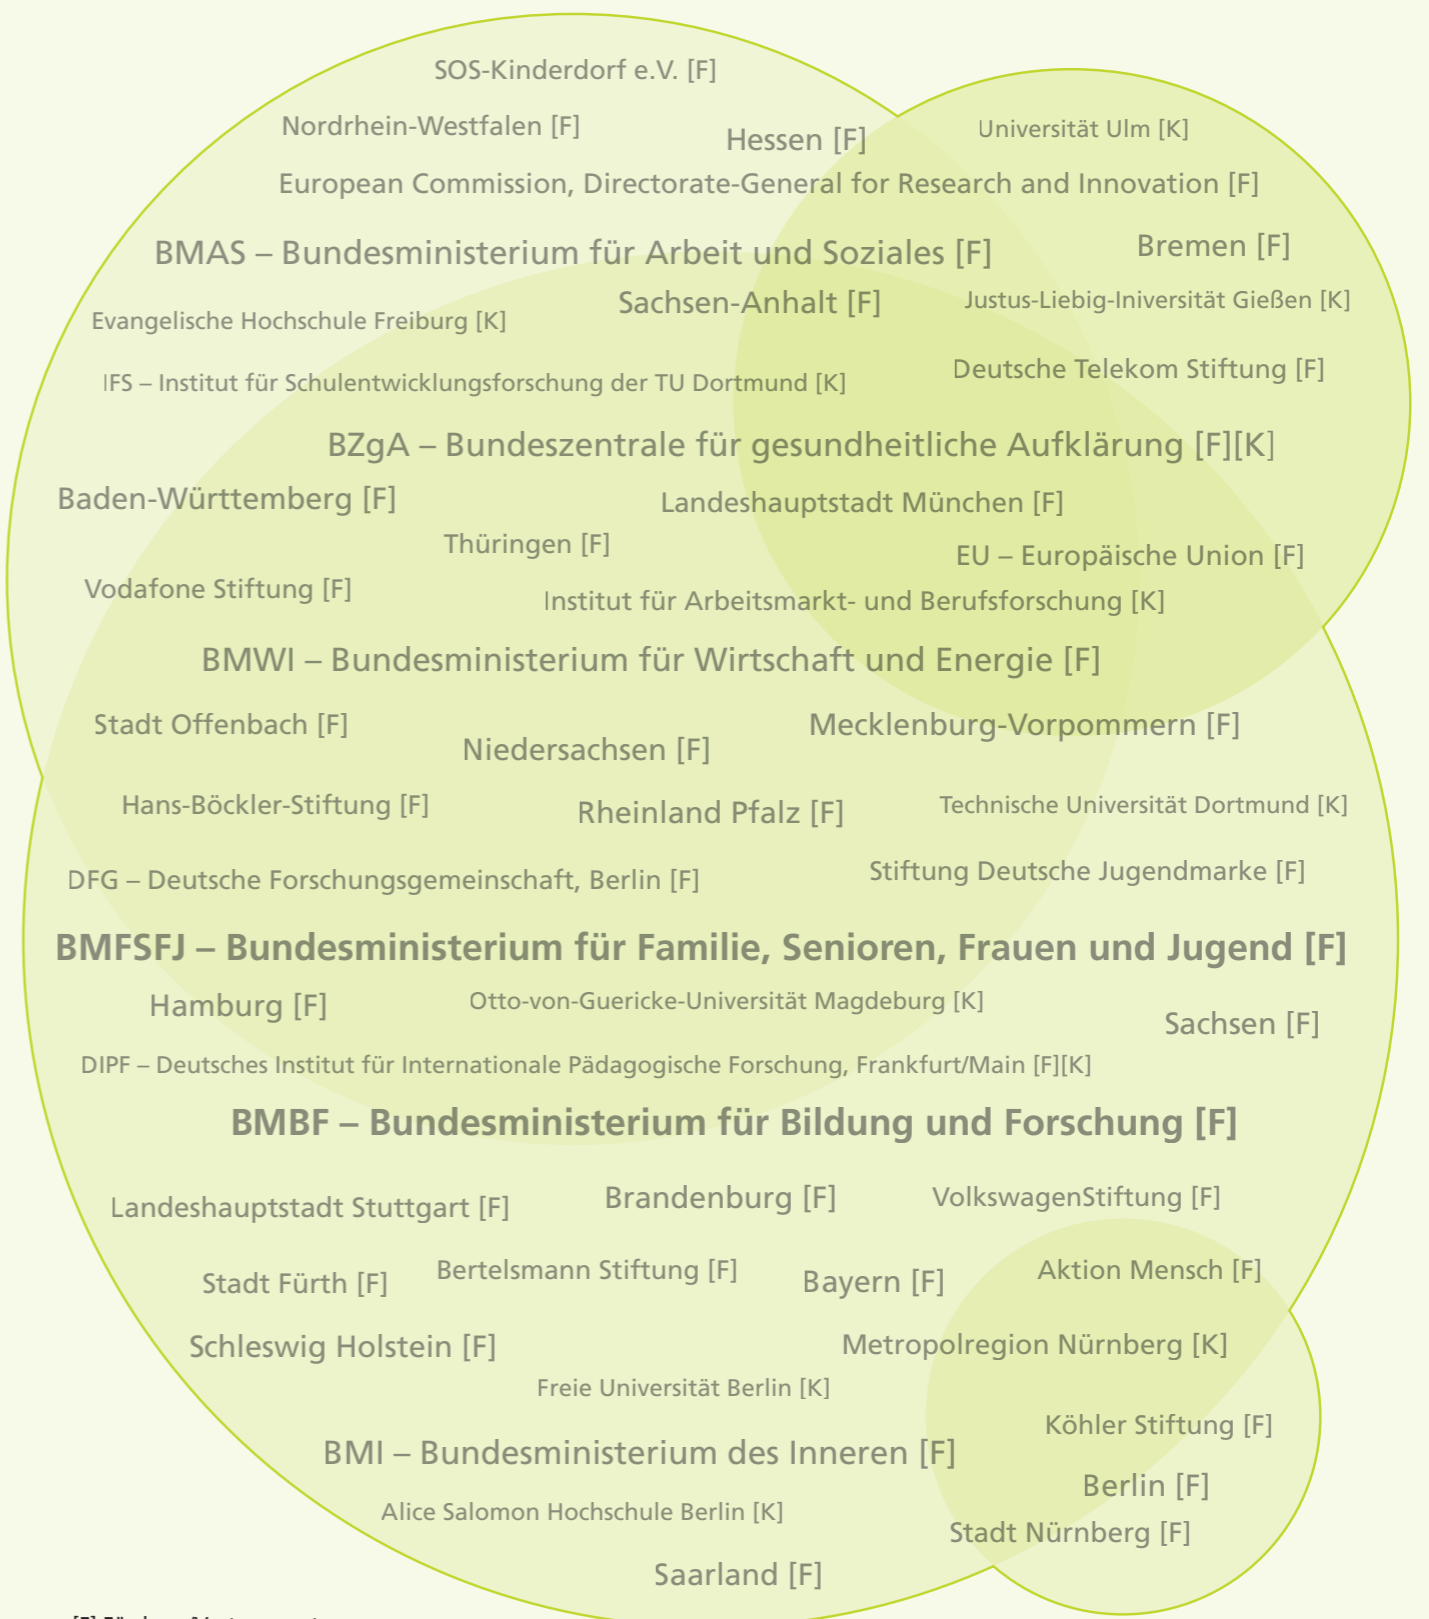 SOS-Kinderdorf e.V. [F]
Nordrhein-Westfalen [F]
Hessen [F]
Universität Ulm [K]
European Commission, Directorate-General for Research and Innovation [F]
BMAS – Bundesministerium für Arbeit und Soziales [F]
Bremen [F]
Sachsen-Anhalt [F]
Justus-Liebig-Iniversität Gießen [K]
Evangelische Hochschule Freiburg [K]
IFS – Institut für Schulentwicklungsforschung der TU Dortmund [K]
Deutsche Telekom Stiftung [F]
BZgA – Bundeszentrale für gesundheitliche Aufklärung [F][K]
Baden-Württemberg [F]
Landeshauptstadt München [F]
Thüringen [F]
EU – Europäische Union [F]
Vodafone Stiftung [F]
Institut für Arbeitsmarkt- und Berufsforschung [K]
BMWI – Bundesministerium für Wirtschaft und Energie [F]
Stadt Offenbach [F]
Mecklenburg-Vorpommern [F]
Niedersachsen [F]
Hans-Böckler-Stiftung [F]
Rheinland Pfalz [F]
Technische Universität Dortmund [K]
DFG – Deutsche Forschungsgemeinschaft, Berlin [F]
Stiftung Deutsche Jugendmarke [F]
BMFSFJ – Bundesministerium für Familie, Senioren, Frauen und Jugend [F]
Hamburg [F]
Otto-von-Guericke-Universität Magdeburg [K]
Sachsen [F]
DIPF – Deutsches Institut für Internationale Pädagogische Forschung, Frankfurt/Main [F][K]
BMBF – Bundesministerium für Bildung und Forschung [F]
Landeshauptstadt Stuttgart [F]
Brandenburg [F]
VolkswagenStiftung [F]
Stadt Fürth [F]
Bertelsmann Stiftung [F]
Bayern [F]
Aktion Mensch [F]
Schleswig Holstein [F]
Metropolregion Nürnberg [K]
Freie Universität Berlin [K]
Köhler Stiftung [F]
BMI – Bundesministerium des Inneren [F]
Berlin [F]
Alice Salomon Hochschule Berlin [K]
Stadt Nürnberg [F]
Saarland [F]